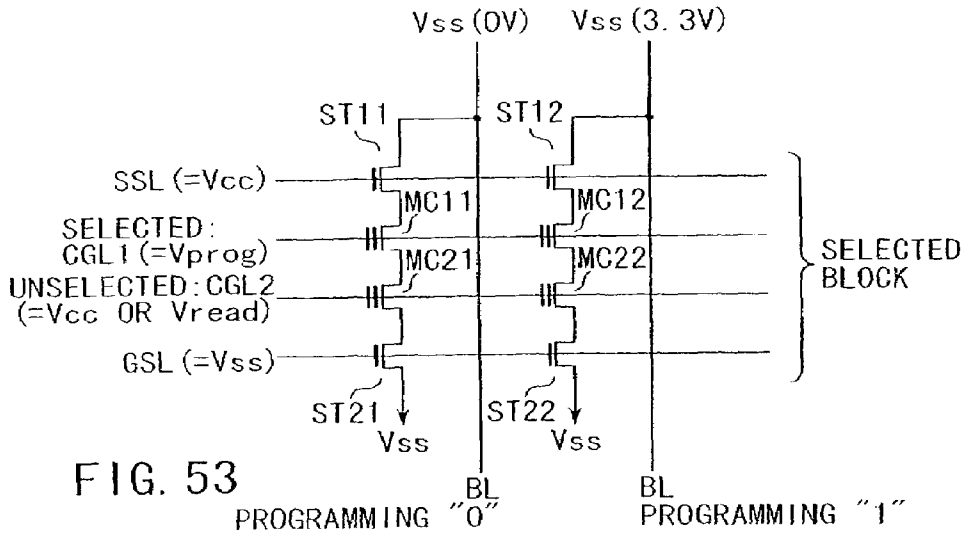 Vss(0V) Vss(3.3V)
ST11 ST12
SSL(=Vcc)
MC11 MC12
SELECTED:
CGL1(=Vprog)
MC21 MC22
SELECTED
BLOCK
UNSELECTED:CGL2
(=Vcc OR Vread)
GSL(=Vss)
ST21 ST22
Vss Vss
FIG. 53
BL BL
PROGRAMMING "0" PROGRAMMING "1"